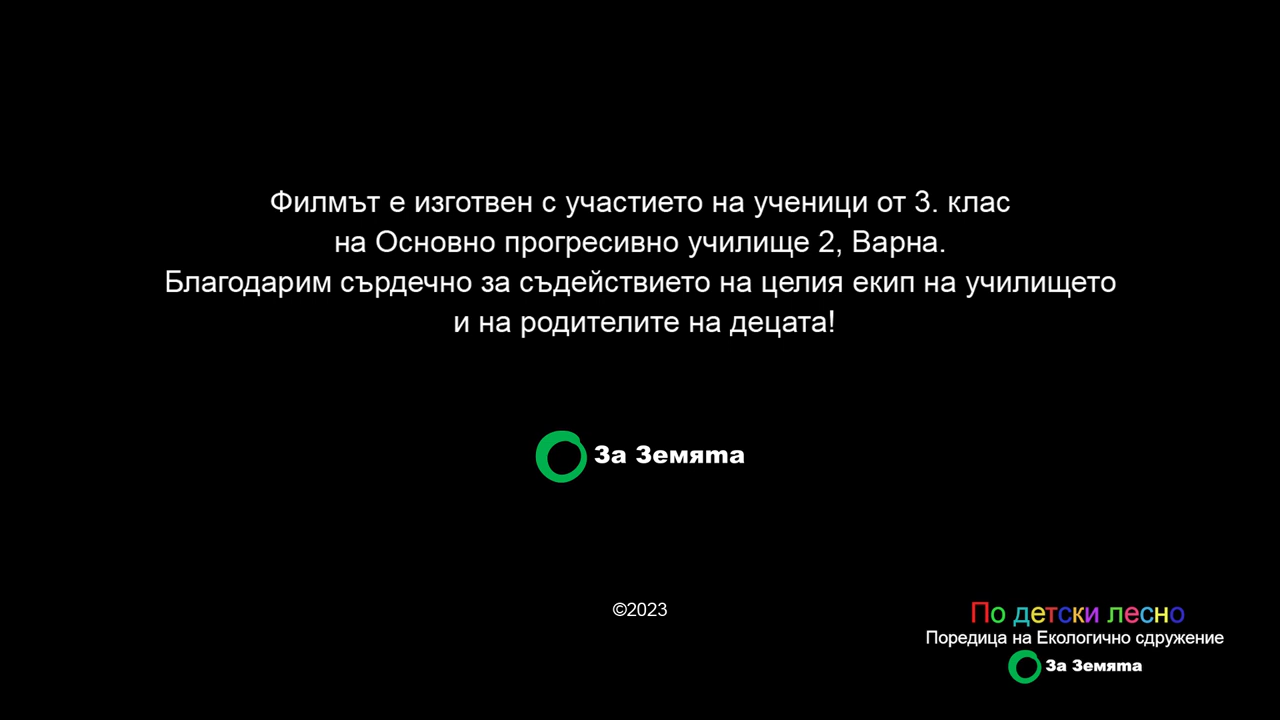 Филмът е изготвен с участието на ученици от 3. клас
на Основно прогресивно училище 2, Варна.
Благодарим сърдечно за съдействието на целия екип на училището
и на родителите на децата!
За Земята
©2023
По детски лесно
Поредица на Екологично сдружение
За Земята